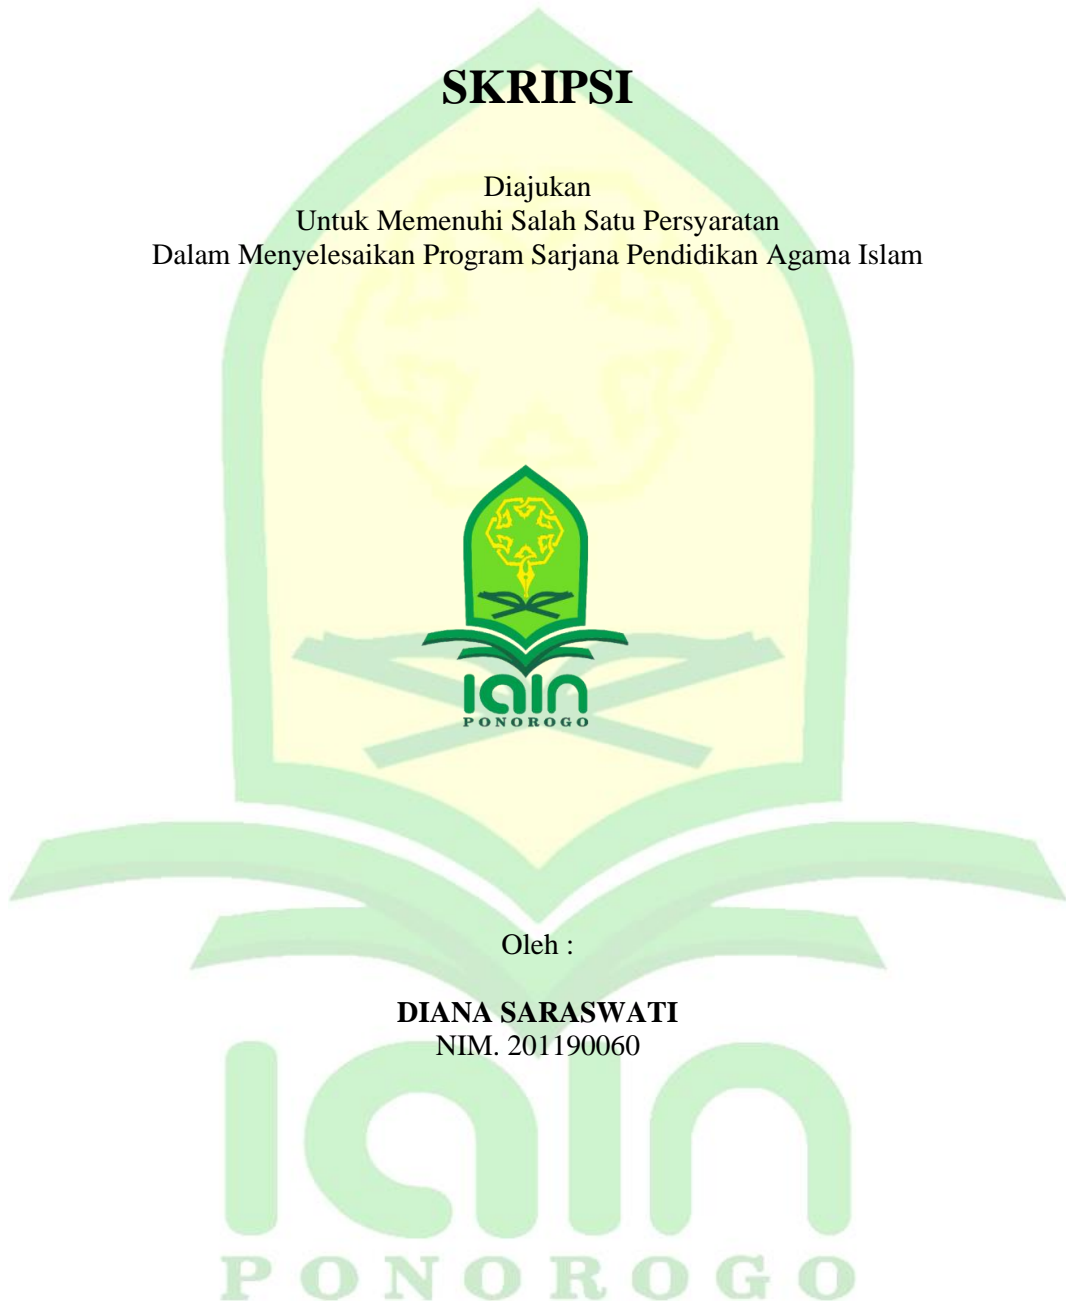 SKRIPSI
Diajukan
Untuk Memenuhi Salah Satu Persyaratan
Dalam Menyelesaikan Program Sarjana Pendidikan Agama Islam
IAIN
PONOROGO
Oleh :
DIANA SARASWATI
NIM. 201190060
IAIN
PONOROGO